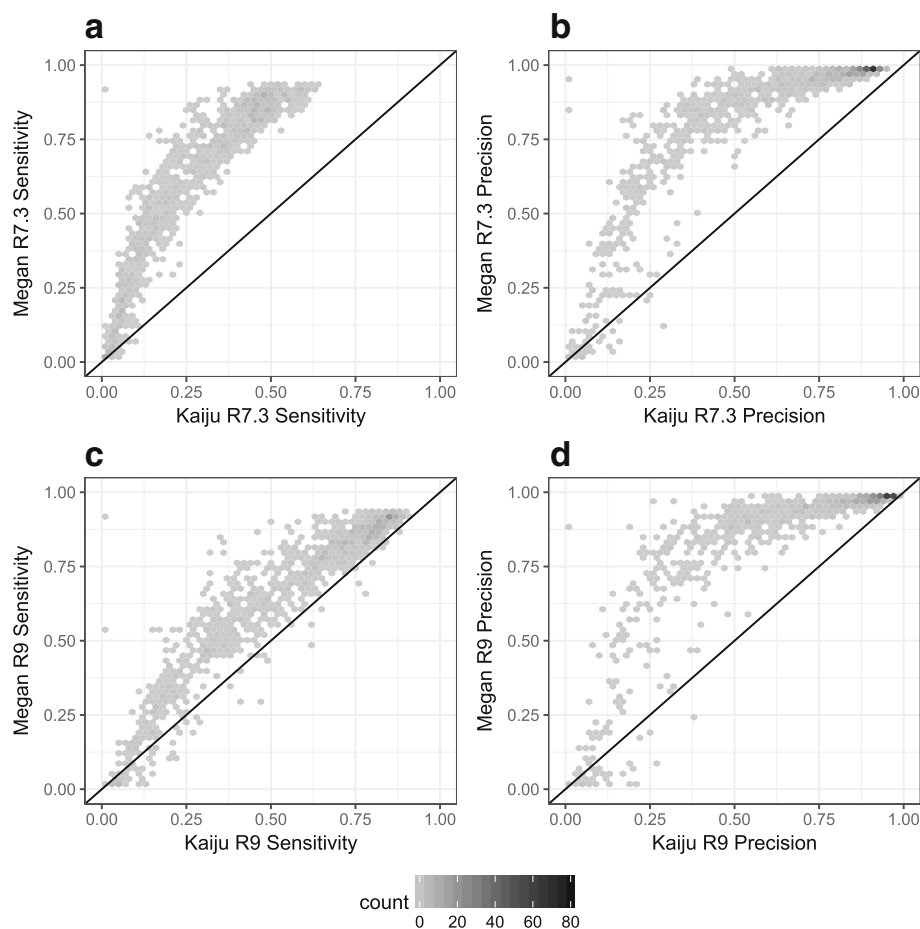 a
1.00
0.75
0.50
0.25
0.00
Megan R7.3 Sensitivity
0.00 0.25 0.50 0.75 1.00
Kaiju R7.3 Sensitivity
b
1.00
0.75
0.50
0.25
0.00
Megan R7.3 Precision
0.00 0.25 0.50 0.75 1.00
Kaiju R7.3 Precision
c
1.00
0.75
0.50
0.25
0.00
Megan R9 Sensitivity
0.00 0.25 0.50 0.75 1.00
Kaiju R9 Sensitivity
d
1.00
0.75
0.50
0.25
0.00
Megan R9 Precision
0.00 0.25 0.50 0.75 1.00
Kaiju R9 Precision
count
0 20 40 60 80